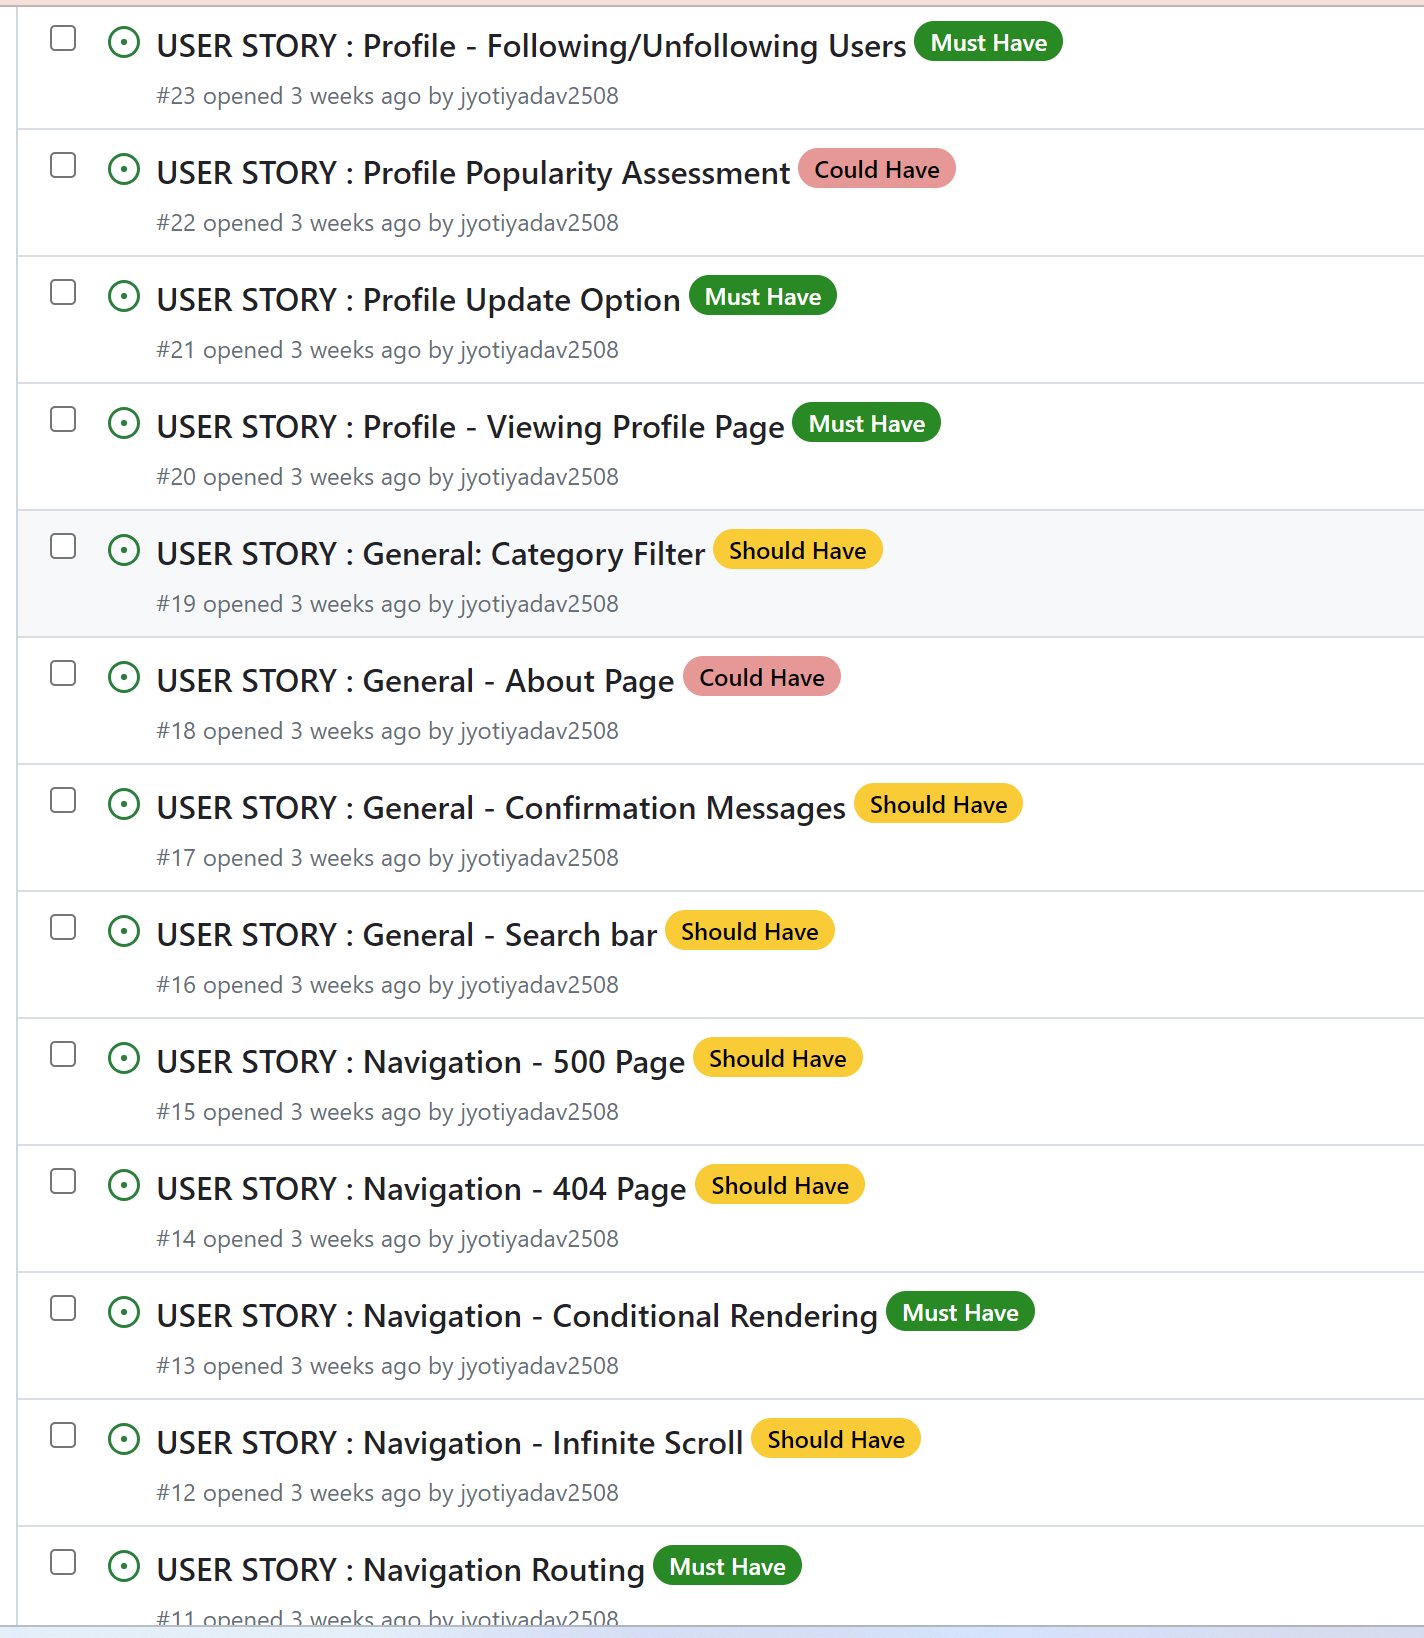 USER STORY : Profile - Following/Unfollowing Users Must Have
#23 opened 3 weeks ago by jyotiyadav2508
USER STORY : Profile Popularity Assessment Could Have
#22 opened 3 weeks ago by jyotiyadav2508
USER STORY : Profile Update Option Must Have
#21 opened 3 weeks ago by jyotiyadav2508
USER STORY : Profile - Viewing Profile Page Must Have
#20 opened 3 weeks ago by jyotiyadav2508
USER STORY : General: Category Filter Should Have
#19 opened 3 weeks ago by jyotiyadav2508
USER STORY : General - About Page Could Have
#18 opened 3 weeks ago by jyotiyadav2508
USER STORY : General - Confirmation Messages Should Have
#17 opened 3 weeks ago by jyotiyadav2508
USER STORY : General - Search bar Should Have
#16 opened 3 weeks ago by jyotiyadav2508
USER STORY : Navigation - 500 Page Should Have
#15 opened 3 weeks ago by jyotiyadav2508
USER STORY : Navigation - 404 Page Should Have
#14 opened 3 weeks ago by jyotiyadav2508
USER STORY : Navigation - Conditional Rendering Must Have
#13 opened 3 weeks ago by jyotiyadav2508
USER STORY : Navigation - Infinite Scroll Should Have
#12 opened 3 weeks ago by jyotiyadav2508
USER STORY : Navigation Routing Must Have
#11 opened 3 weeks ago by jyotiyadav2508